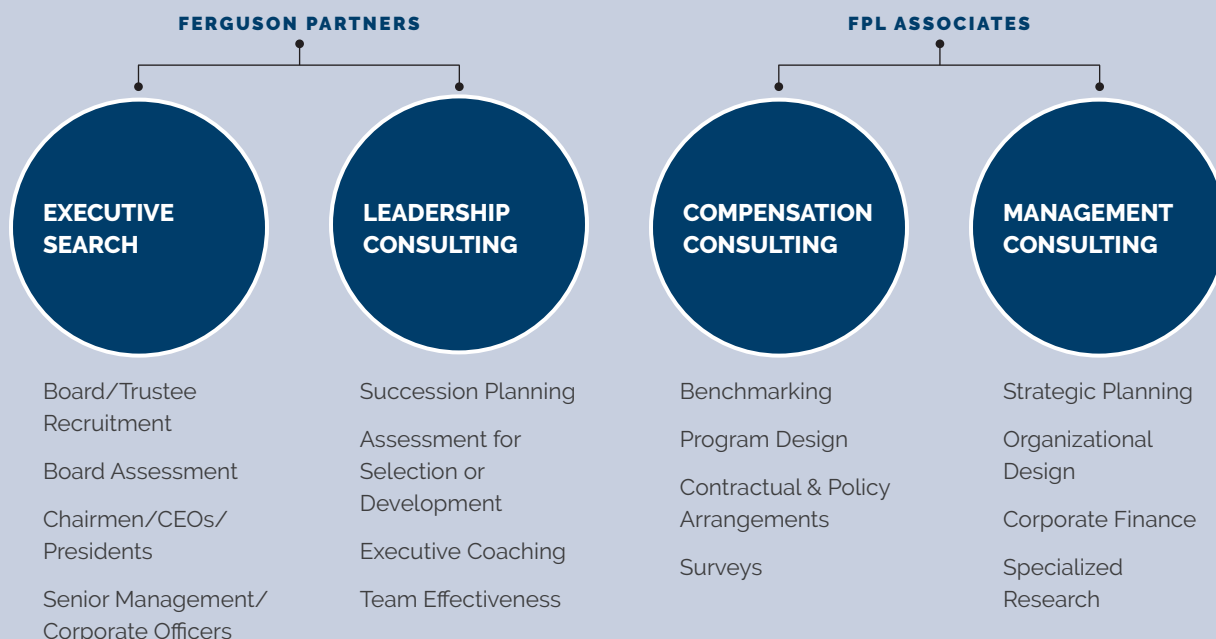 FERGUSON PARTNERS
FPL ASSOCIATES
EXECUTIVE
SEARCH
Board/Trustee
Recruitment
Board Assessment
Chairmen/CEOs/
Presidents
Senior Management/
Corporate Officers
LEADERSHIP
CONSULTING
Succession Planning
Assessment for
Selection or
Development
Executive Coaching
Team Effectiveness
COMPENSATION
CONSULTING
Benchmarking
Program Design
Contractual & Policy
Arrangements
Surveys
MANAGEMENT
CONSULTING
Strategic Planning
Organizational
Design
Corporate Finance
Specialized
Research